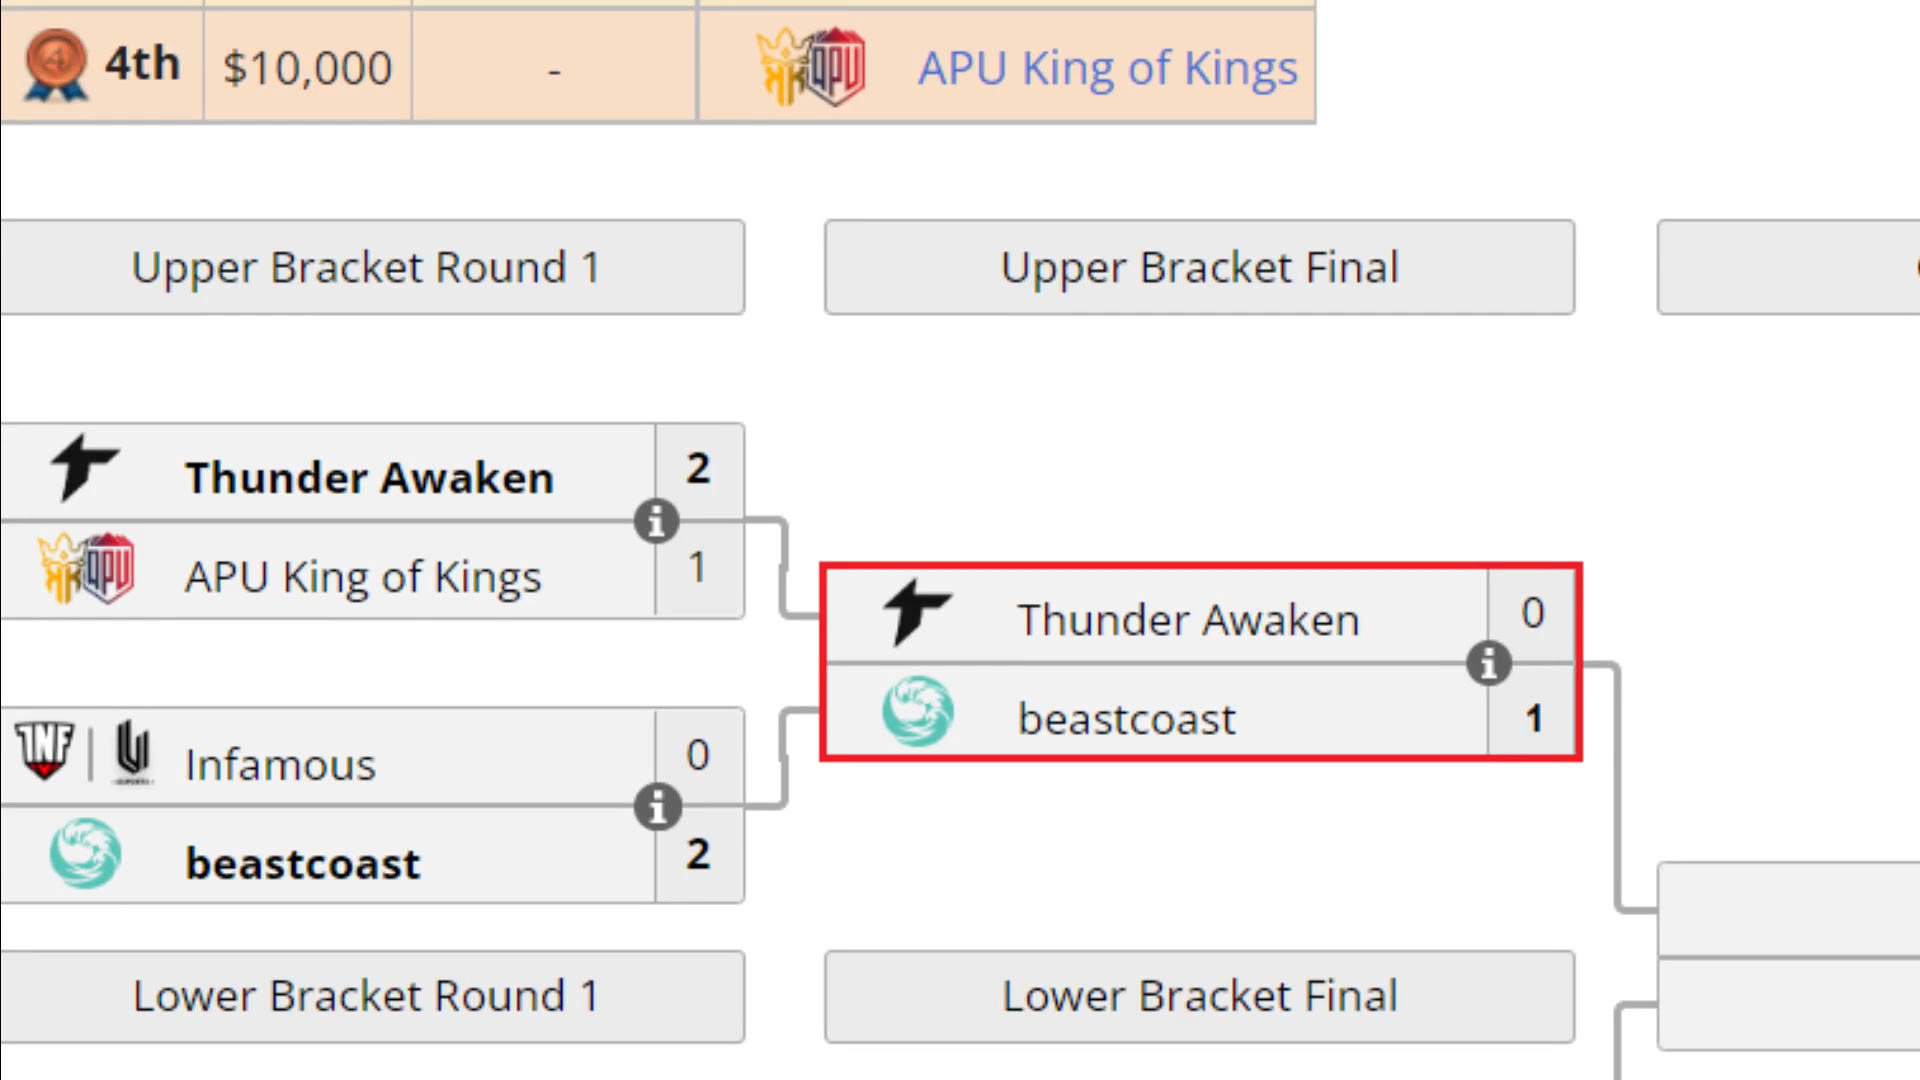 4th $10,000 - APU King of Kings
Upper Bracket Round 1 Upper Bracket Final
Thunder Awaken 2
APU King of Kings 1
Thunder Awaken 0
beastcoast 1
INF Infamous 0
beastcoast 2
Lower Bracket Round 1 Lower Bracket Final